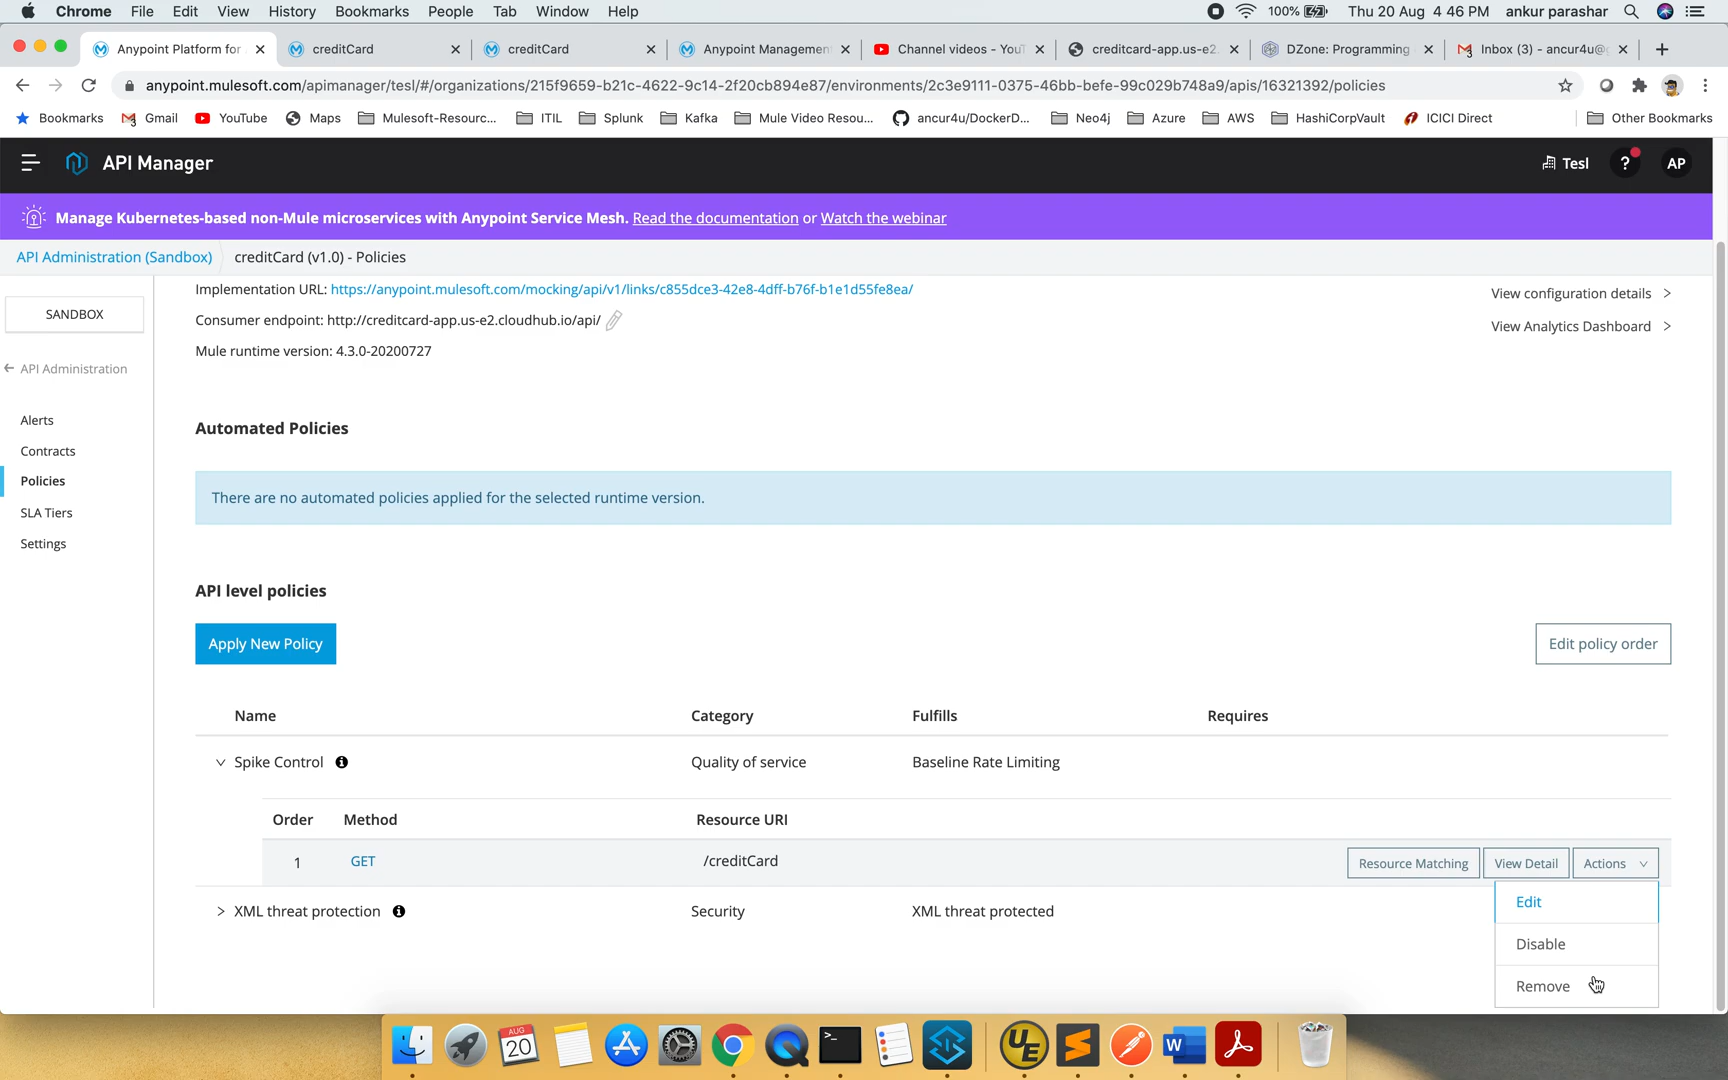 Chrome File Edit View History Bookmarks People Tab Window Help 100% Thu 20 Aug 4 46 PM ankur parashar
Anypoint Platform for creditCard creditCard Anypoint Managemen Channel videos - You creditcard-app.us-e2. DZone: Programming Inbox (3) - ancur4u@g
anypoint.mulesoft.com/apimanager/tesl/#/organizations/215f9659-b21c-4622-9c14-2f20cb894e87/environments/2c3e9111-0375-46bb-befe-99c029b748a9/apis/16321392/policies
Bookmarks Gmail YouTube Maps Mulesoft-Resourc... ITIL Splunk Kafka Mule Video Resou... ancur4u/DockerD... Neo4j Azure AWS HashiCorpVault ICICI Direct Other Bookmarks
API Manager Tesl ? AP
Manage Kubernetes-based non-Mule microservices with Anypoint Service Mesh. Read the documentation or Watch the webinar
API Administration (Sandbox) creditCard (v1.0) - Policies
SANDBOX
API Administration
Alerts
Contracts
Policies
SLA Tiers
Settings
Implementation URL: https://anypoint.mulesoft.com/mocking/api/v1/links/c855dce3-42e8-4dff-b76f-b1e1d55fe8ea/
Consumer endpoint: http://creditcard-app.us-e2.cloudhub.io/api/
Mule runtime version: 4.3.0-20200727
View configuration details >
View Analytics Dashboard >
Automated Policies
There are no automated policies applied for the selected runtime version.
API level policies
Apply New Policy Edit policy order
Name Category Fulfills Requires
Spike Control Quality of service Baseline Rate Limiting
Order Method Resource URI
1 GET /creditCard Resource Matching View Detail Actions
XML threat protection Security XML threat protected
Edit
Disable
Remove
AUG
20
UE
S
W